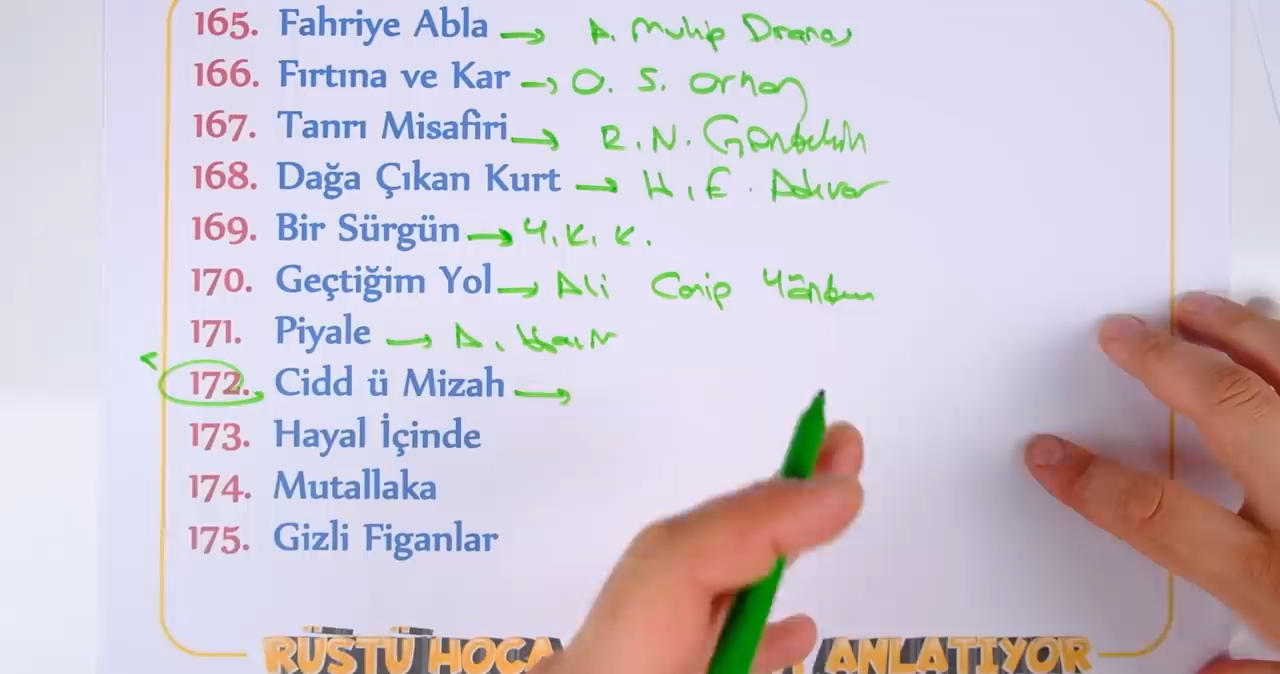 165. Fahriye Abla → A. Muhip Dranas
166. Fırtına ve Kar → O. S. Orhon
167. Tanrı Misafiri → R. N. Güntekin
168. Dağa Çıkan Kurt → H. E. Adıvar
169. Bir Sürgün → Y. K. K.
170. Geçtiğim Yol → Ali Canip Yöntem
171. Piyale → A. Haşim
172. Cidd ü Mizah →
173. Hayal İçinde
174. Mutallaka
175. Gizli Figanlar
RÜŞTÜ HOCA ANLATIYOR